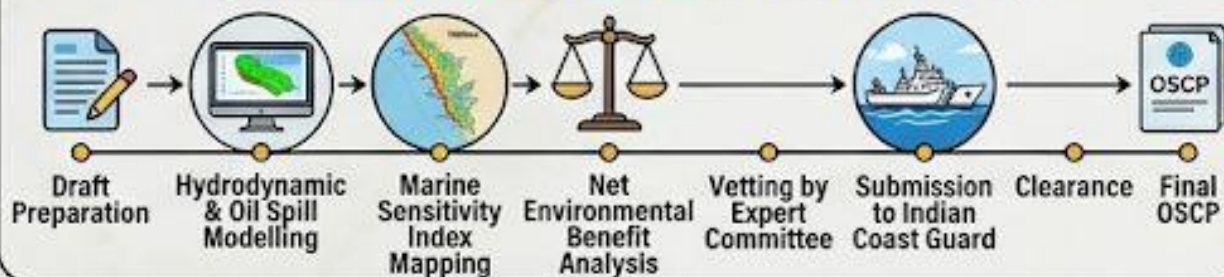 OSCP
Draft
Preparation
Hydrodynamic
& Oil Spill
Modelling
Marine
Sensitivity
Index
Mapping
Net
Environmental
Benefit
Analysis
Vetting by
Expert
Committee
Submission
to Indian
Coast Guard
Clearance
Final
OSCP